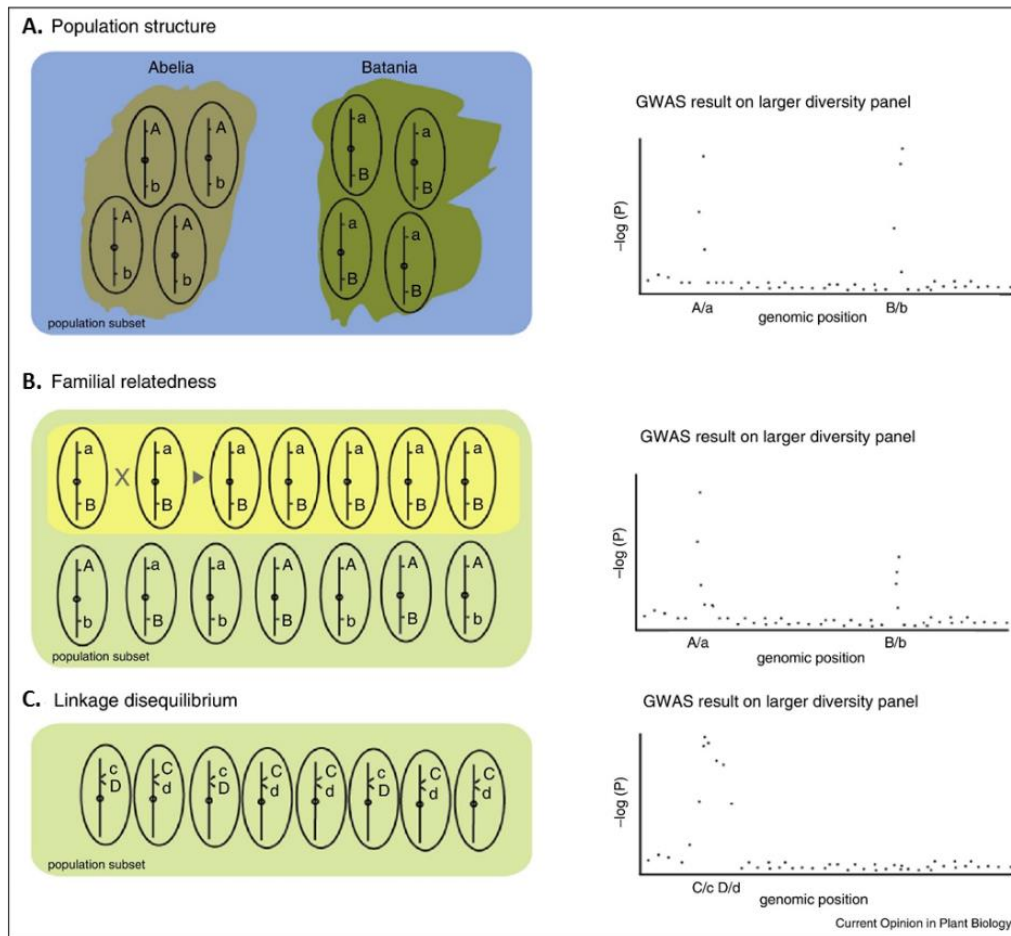 A. Population structure
Abelia Batania
A A a a
b b B B
A A a a
b b B B
population subset
GWAS result on larger diversity panel
–log (P)
A/a B/b
genomic position
B. Familial relatedness
a X a a a a a a
B B B B B B B
A a a A A A A
b B b B b B b
population subset
GWAS result on larger diversity panel
–log (P)
A/a B/b
genomic position
C. Linkage disequilibrium
c C c C C c C C
D d D d d D d d
population subset
GWAS result on larger diversity panel
–log (P)
C/c D/d
genomic position
Current Opinion in Plant Biology